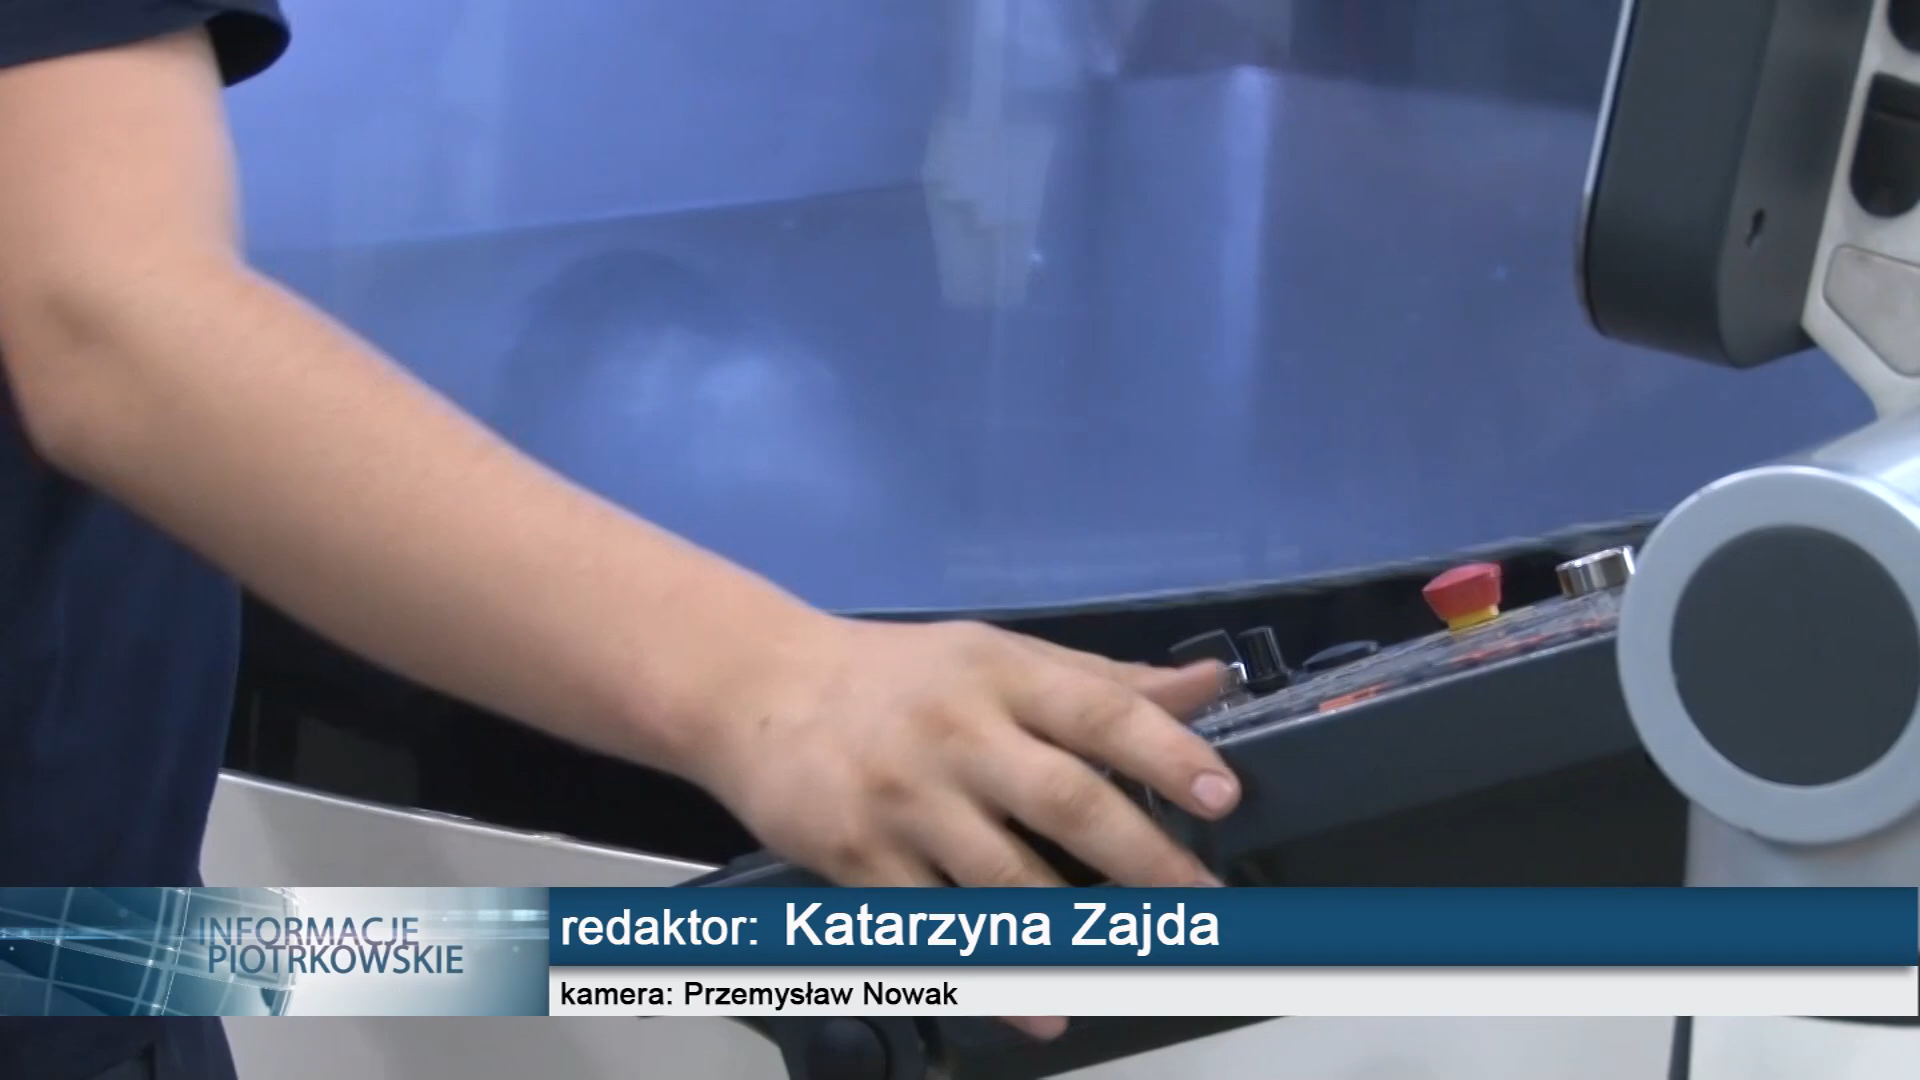 INFORMACJE
PIOTRKOWSKIE
redaktor: Katarzyna Zajda
kamera: Przemysław Nowak